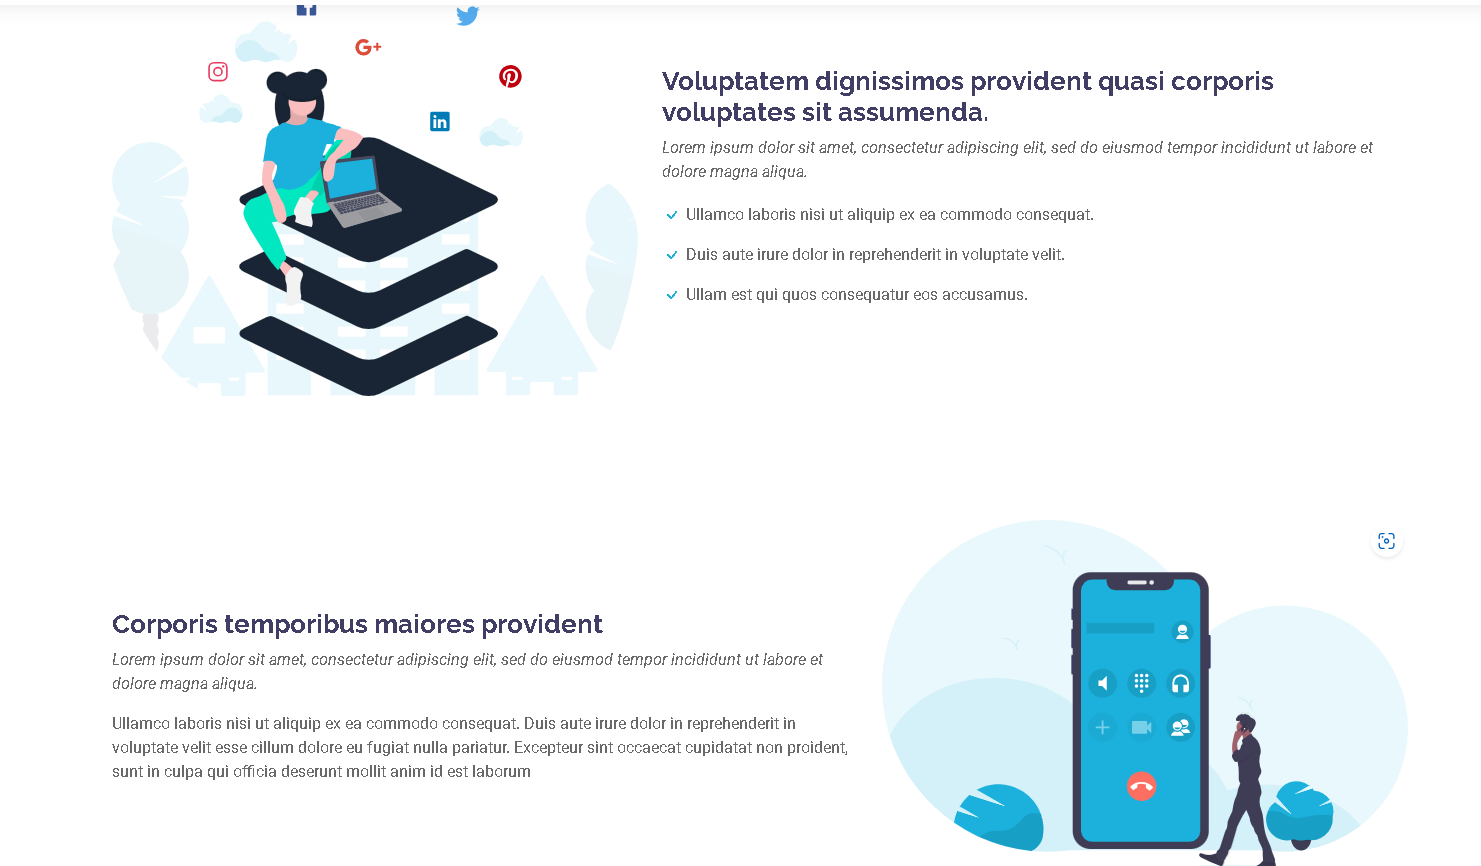 G+
in
Voluptatem dignissimos provident quasi corporis
voluptates sit assumenda.
Lorem ipsum dolor sit amet, consectetur adipiscing elit, sed do eiusmod tempor incididunt ut labore et
dolore magna aliqua.
Ullamco laboris nisi ut aliquip ex ea commodo consequat.
Duis aute irure dolor in reprehenderit in voluptate velit.
Ullam est qui quos consequatur eos accusamus.
Corporis temporibus maiores provident
Lorem ipsum dolor sit amet, consectetur adipiscing elit, sed do eiusmod tempor incididunt ut labore et
dolore magna aliqua.
Ullamco laboris nisi ut aliquip ex ea commodo consequat. Duis aute irure dolor in reprehenderit in
voluptate velit esse cillum dolore eu fugiat nulla pariatur. Excepteur sint occaecat cupidatat non proident,
sunt in culpa qui officia deserunt mollit anim id est laborum